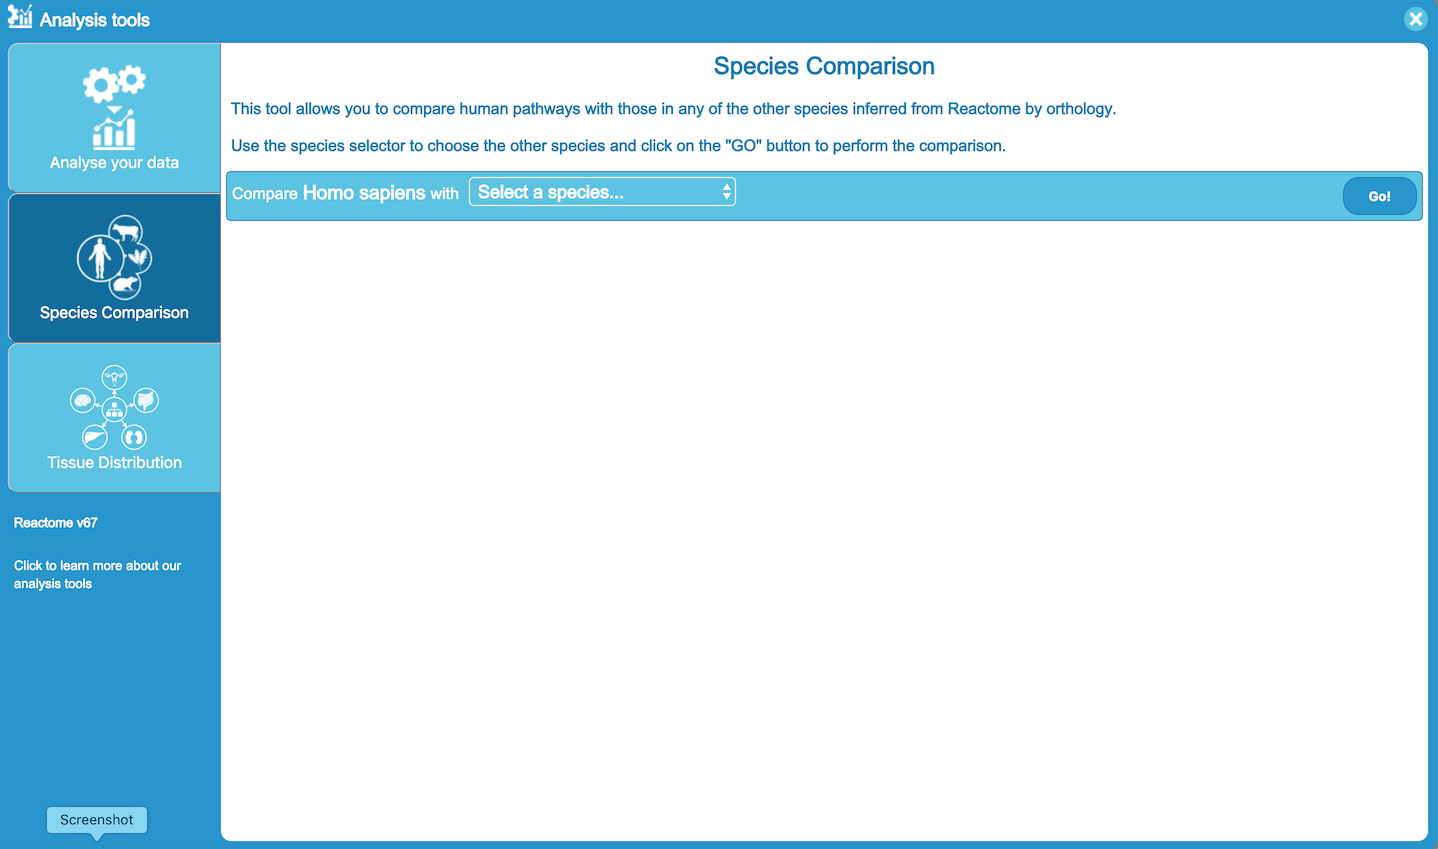 Analysis tools
Analyse your data
Species Comparison
Tissue Distribution
Reactome v67
Click to learn more about our
analysis tools
Screenshot
Species Comparison
This tool allows you to compare human pathways with those in any of the other species inferred from Reactome by orthology.
Use the species selector to choose the other species and click on the "GO" button to perform the comparison.
Compare Homo sapiens with Select a species... Go!